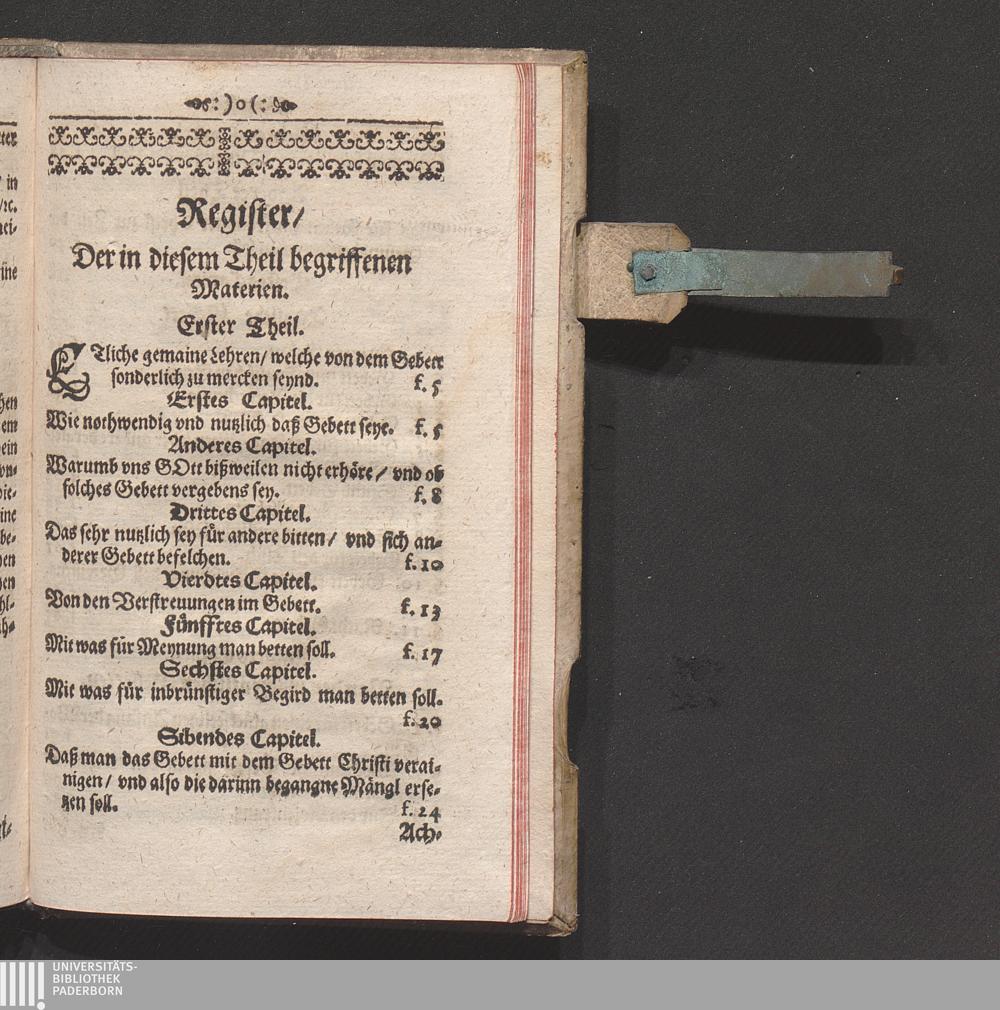 :)o(:
Register/
Der in diesem Theil begriffenen
Materien.
Erster Theil.
ETliche gemaine Lehren/ welche von dem Gebett
sonderlich zu mercken seynd. f. 5
Erstes Capitel.
Wie nothwendig vnd nutzlich daß Gebett seye. f. 5
Anderes Capitel.
Warumb vns GOtt bißweilen nicht erhöre/ vnd ob
solches Gebett vergebens sey. f. 8
Drittes Capitel.
Das sehr nutzlich sey für andere bitten/ vnd sich an-
derer Gebett befelchen. f. 10
Vierdtes Capitel.
Von den Verstreuungen im Gebett. f. 13
Fünfftes Capitel.
Mit was für Meynung man betten soll. f. 17
Sechstes Capitel.
Mit was für inbrünstiger Begird man betten soll.
f. 20
Sibendes Capitel.
Daß man das Gebett mit dem Gebett Christi verai-
nigen/ vnd also die darinn begangne Mängl erse-
tzen soll. f. 24
Ach-
UNIVERSITÄTS-
BIBLIOTHEK
PADERBORN